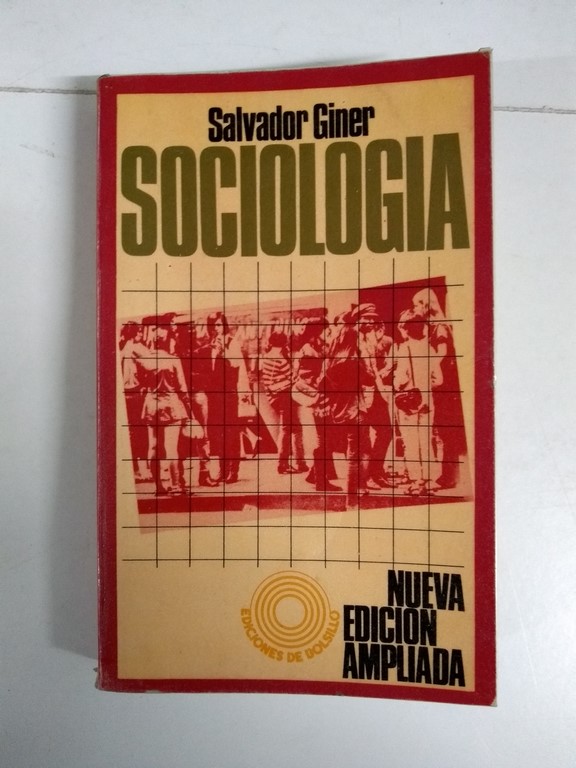 Salvador Giner
SOCIOLOGIA
EDICIONES DE BOLSILLO
NUEVA
EDICION
AMPLIADA